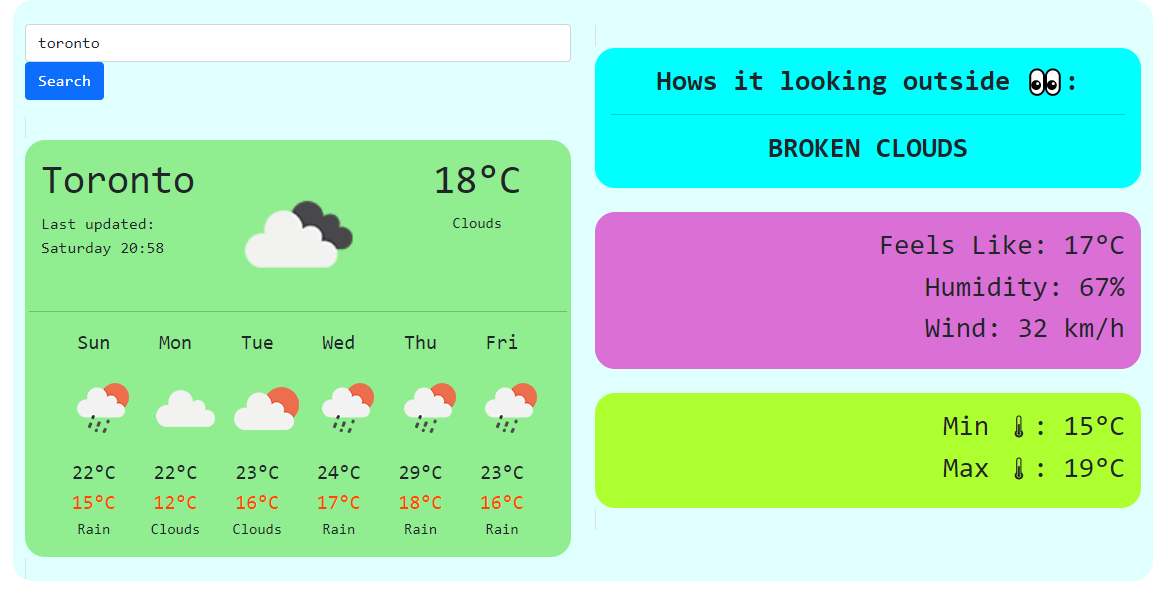 toronto
Search
Toronto
18°C
Last updated:
Saturday 20:58
Clouds
Sun Mon Tue Wed Thu Fri
22°C 22°C 23°C 24°C 29°C 23°C
15°C 12°C 16°C 17°C 18°C 16°C
Rain Clouds Clouds Rain Rain Rain
Hows it looking outside 👀:
BROKEN CLOUDS
Feels Like: 17°C
Humidity: 67%
Wind: 32 km/h
Min 🌡: 15°C
Max 🌡: 19°C